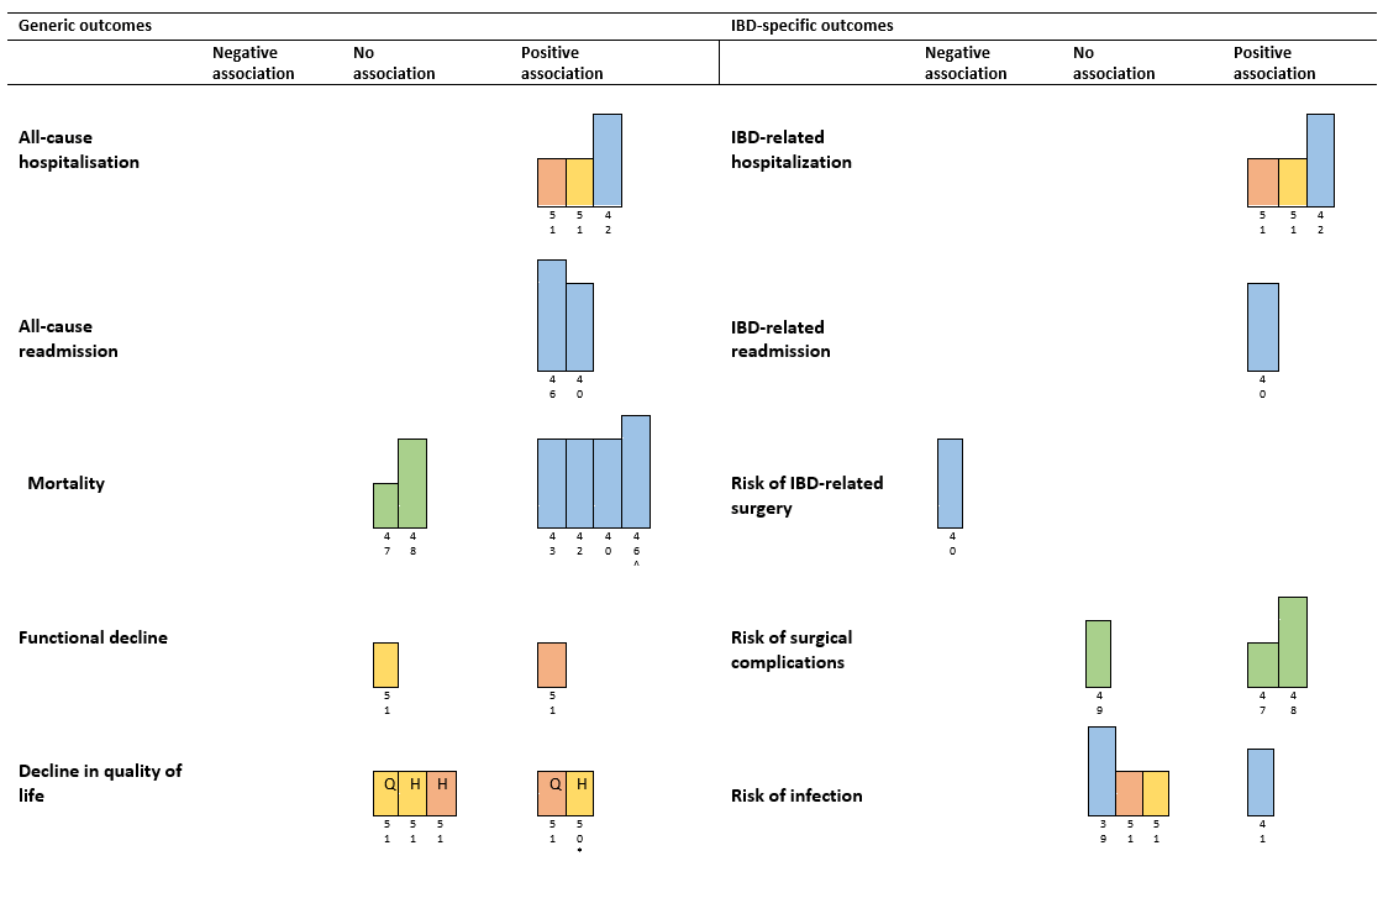 Generic outcomes
IBD-specific outcomes
Negative association
No association
Positive association
Negative association
No association
Positive association
All-cause
hospitalisation
5 5 4
1 1 2
IBD-related
hospitalization
5 5 4
1 1 2
All-cause
readmission
4 4
6 0
IBD-related
readmission
4
0
Mortality
4 4
7 8
4 4 4 4
3 2 0 6
^
Risk of IBD-related
surgery
4
0
Functional decline
5
1
5
1
Risk of surgical
complications
4
9
4 4
7 8
Decline in quality of
life
Q H H
5 5 5
1 1 1
Q H
5 5
1 0
*
Risk of infection
3 5 5
9 1 1
4
1